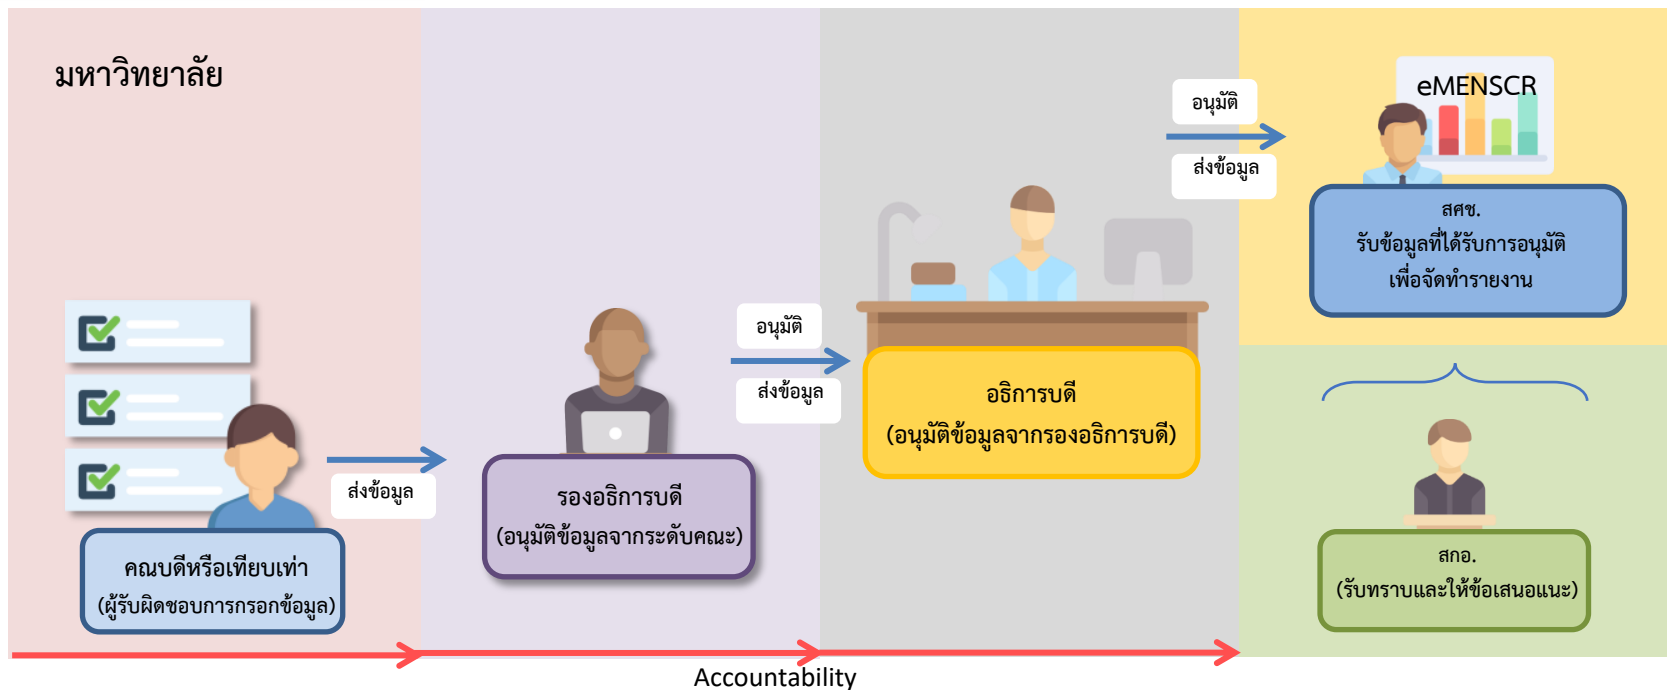 มหาวิทยาลัย
คณบดีหรือเทียบเท่า
(ผู้รับผิดชอบการกรอกข้อมูล)
ส่งข้อมูล
รองอธิการบดี
(อนุมัติข้อมูลจากระดับคณะ)
อนุมัติ
ส่งข้อมูล
อธิการบดี
(อนุมัติข้อมูลจากรองอธิการบดี)
อนุมัติ
ส่งข้อมูล
eMENSCR
สศช.
รับข้อมูลที่ได้รับการอนุมัติ
เพื่อจัดทำรายงาน
สกอ.
(รับทราบและให้ข้อเสนอแนะ)
Accountability